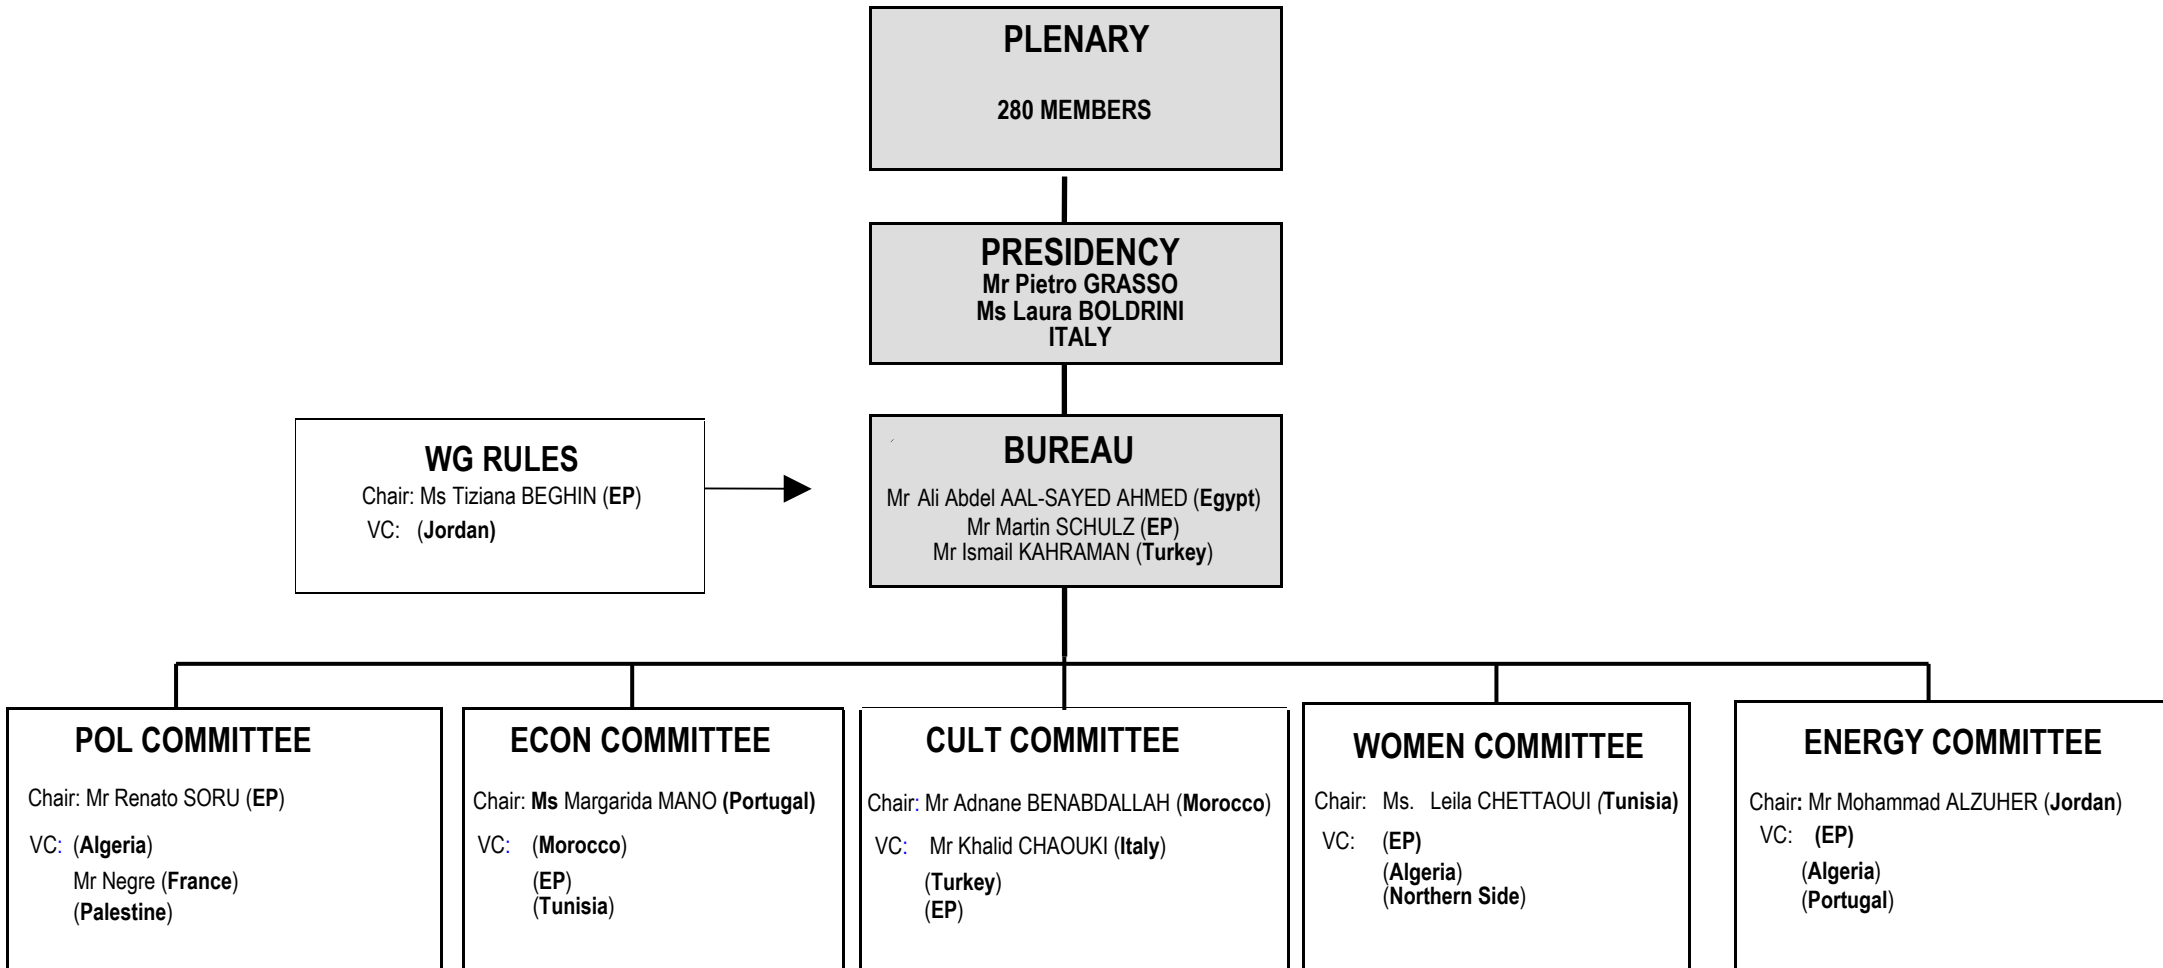 PLENARY
280 MEMBERS
PRESIDENCY
Mr Pietro GRASSO
Ms Laura BOLDRINI
ITALY
WG RULES
Chair: Ms Tiziana BEGHIN (EP)
VC: (Jordan)
BUREAU
Mr Ali Abdel AAL-SAYED AHMED (Egypt)
Mr Martin SCHULZ (EP)
Mr Ismail KAHRAMAN (Turkey)
POL COMMITTEE
Chair: Mr Renato SORU (EP)
VC: (Algeria)
Mr Negre (France)
(Palestine)
ECON COMMITTEE
Chair: Ms Margarida MANO (Portugal)
VC: (Morocco)
(EP)
(Tunisia)
CULT COMMITTEE
Chair: Mr Adnane BENABDALLAH (Morocco)
VC: Mr Khalid CHAOUKI (Italy)
(Turkey)
(EP)
WOMEN COMMITTEE
Chair: Ms. Leila CHETTAOUI (Tunisia)
VC: (EP)
(Algeria)
(Northern Side)
ENERGY COMMITTEE
Chair: Mr Mohammad ALZUHER (Jordan)
VC: (EP)
(Algeria)
(Portugal)